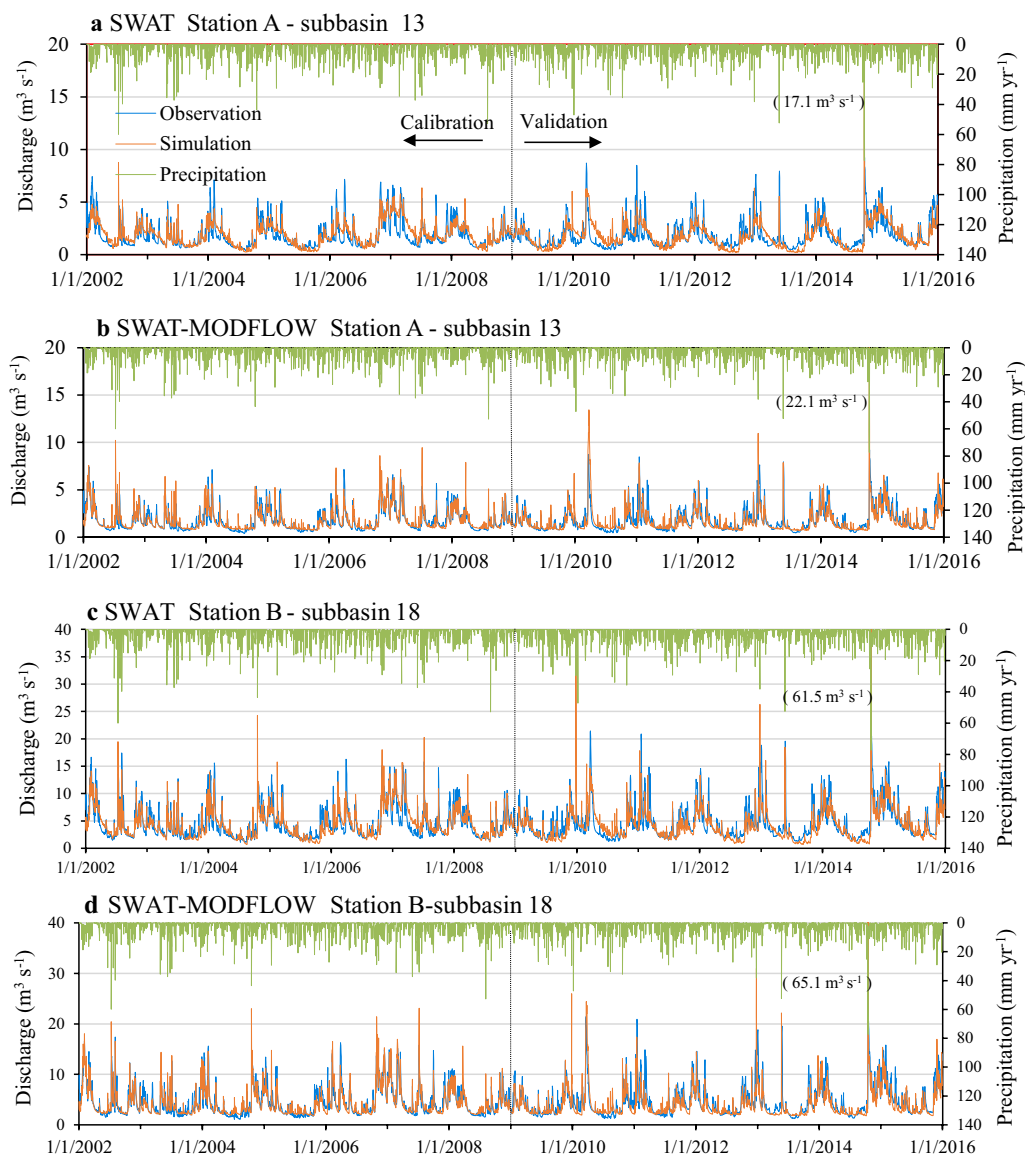 a SWAT Station A - subbasin 13
20
15
10
5
0
Discharge (m³ s⁻¹)
Observation
Simulation
Precipitation
Calibration
Validation
( 17.1 m³ s⁻¹ )
0
20
40
60
80
100
120
140
Precipitation (mm yr⁻¹)
1/1/2002 1/1/2004 1/1/2006 1/1/2008 1/1/2010 1/1/2012 1/1/2014 1/1/2016
b SWAT-MODFLOW Station A - subbasin 13
20
15
10
5
0
Discharge (m³ s⁻¹)
( 22.1 m³ s⁻¹ )
0
20
40
60
80
100
120
140
Precipitation (mm yr⁻¹)
1/1/2002 1/1/2004 1/1/2006 1/1/2008 1/1/2010 1/1/2012 1/1/2014 1/1/2016
c SWAT Station B - subbasin 18
40
35
30
25
20
15
10
5
0
Discharge (m³ s⁻¹)
( 61.5 m³ s⁻¹ )
0
20
40
60
80
100
120
140
Precipitation (mm yr⁻¹)
1/1/2002 1/1/2004 1/1/2006 1/1/2008 1/1/2010 1/1/2012 1/1/2014 1/1/2016
d SWAT-MODFLOW Station B-subbasin 18
40
30
20
10
0
Discharge (m³ s⁻¹)
( 65.1 m³ s⁻¹ )
0
20
40
60
80
100
120
140
Precipitation (mm yr⁻¹)
1/1/2002 1/1/2004 1/1/2006 1/1/2008 1/1/2010 1/1/2012 1/1/2014 1/1/2016